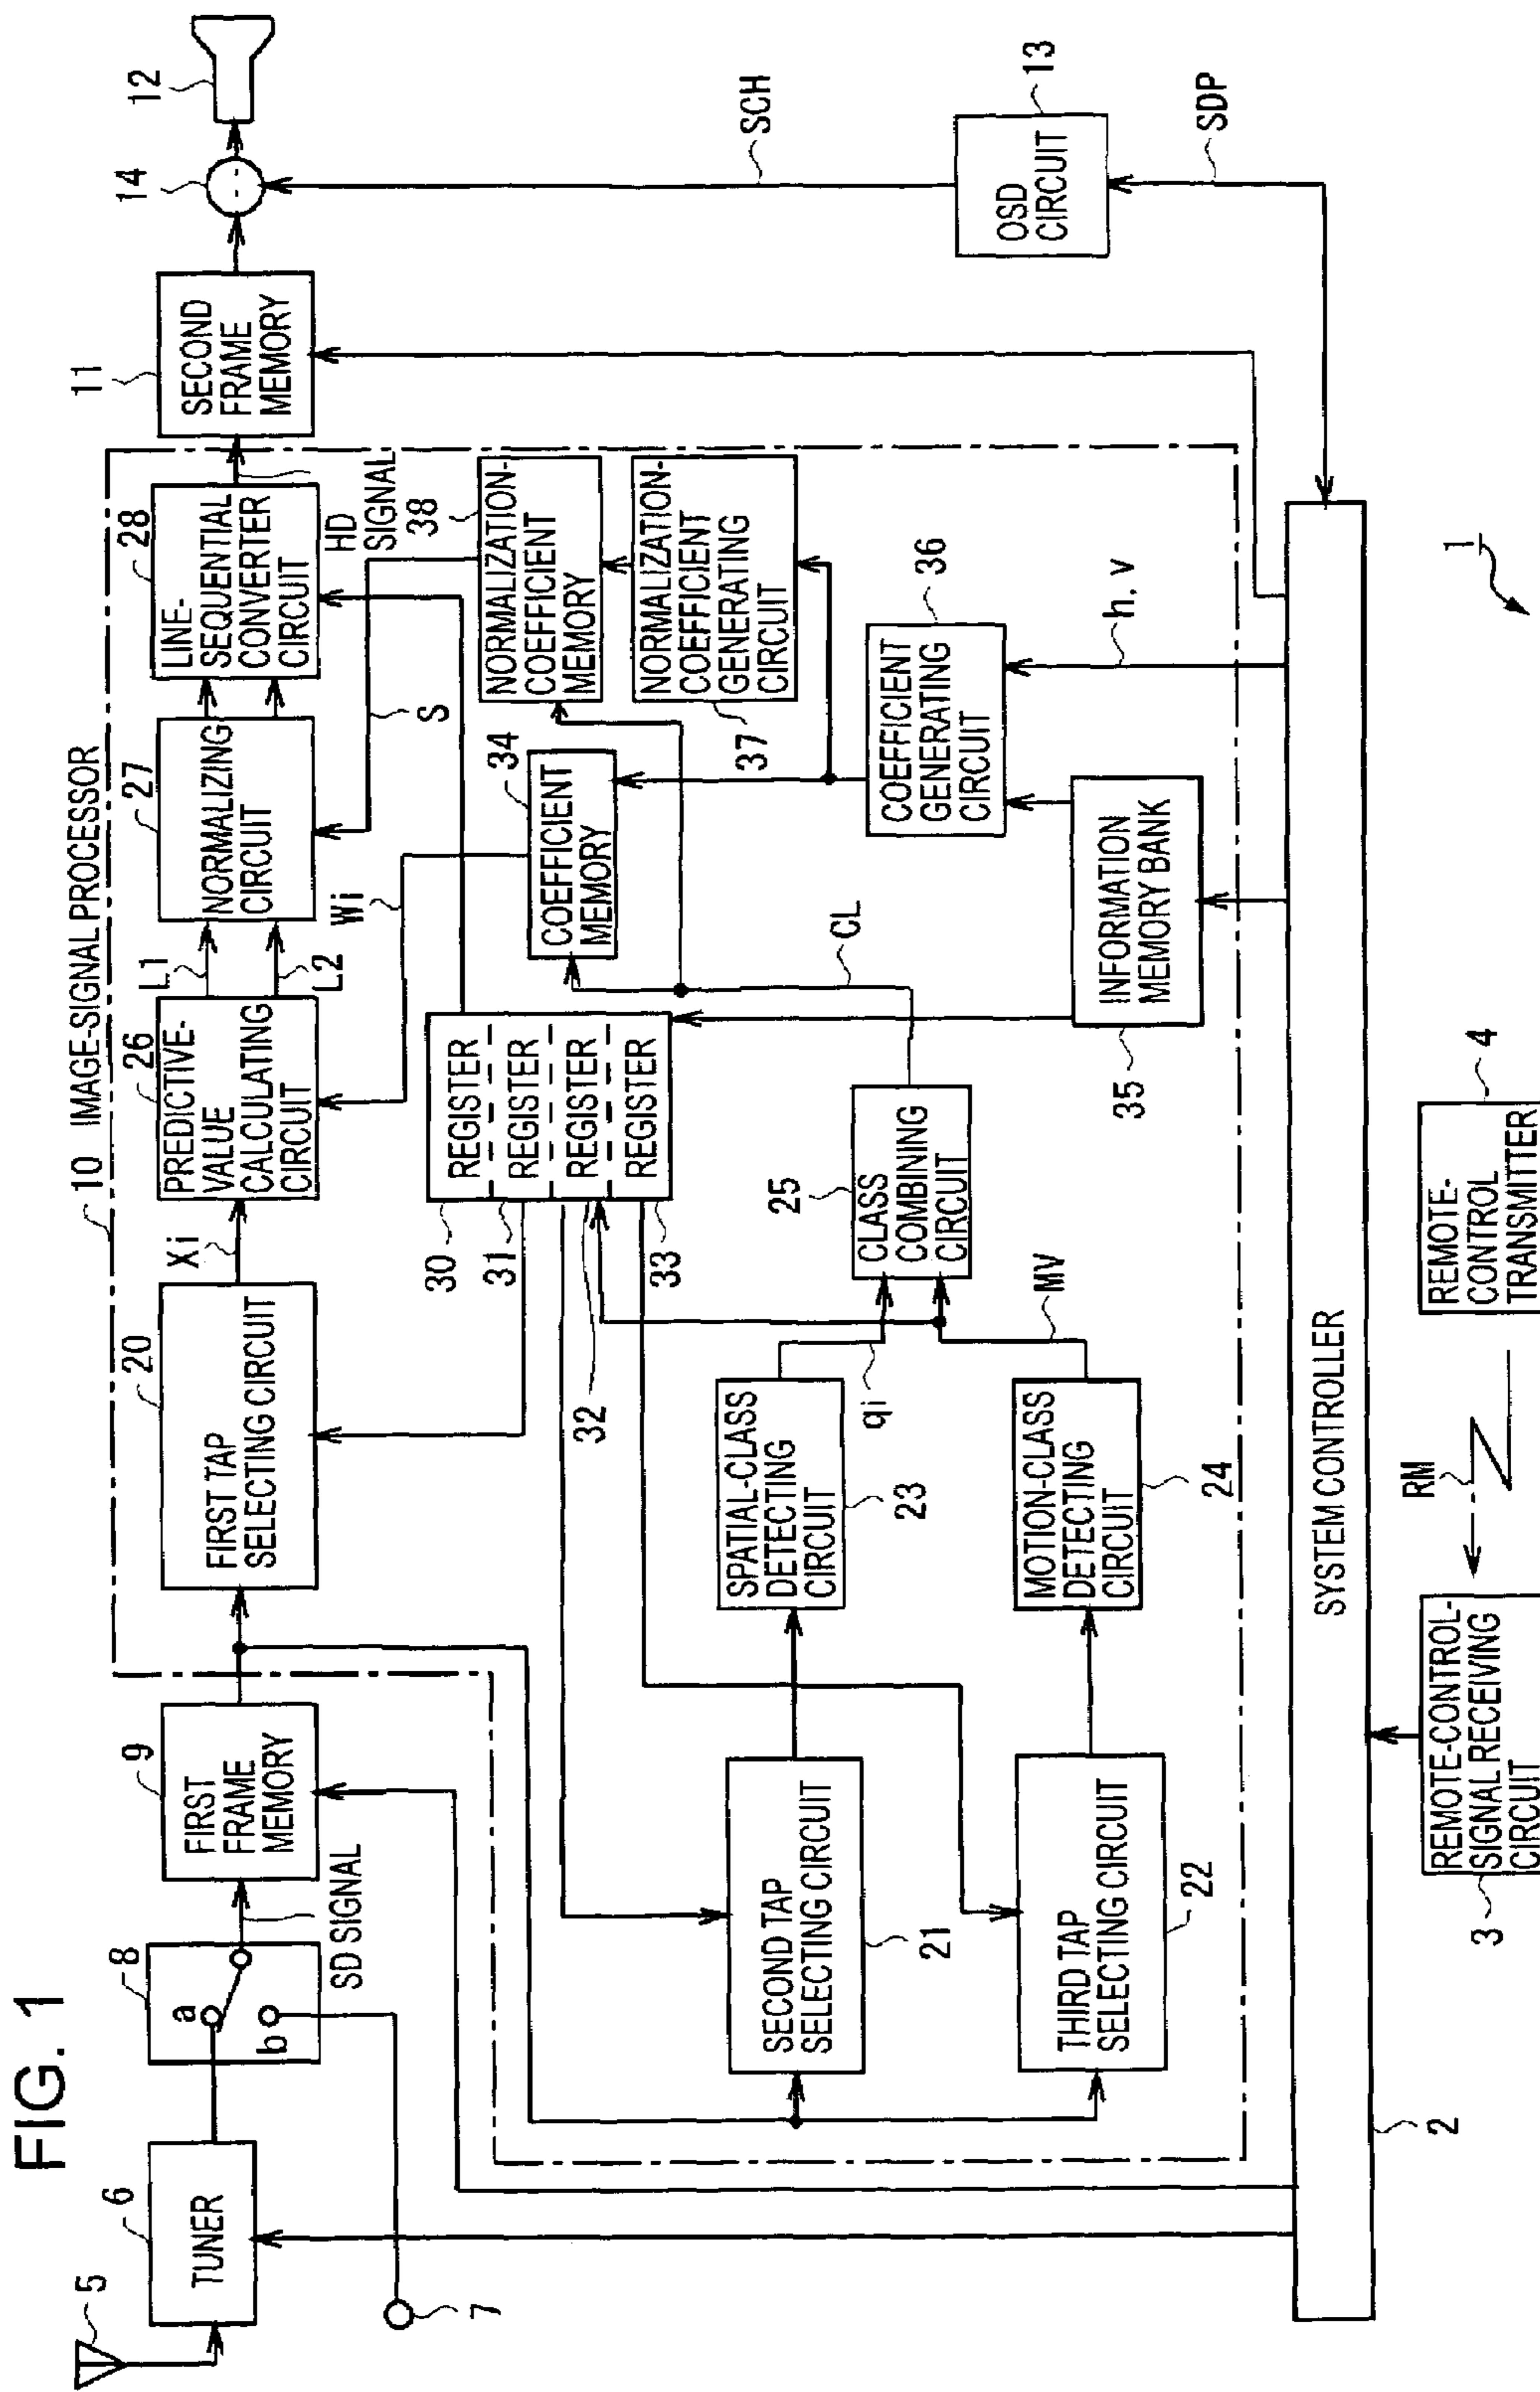 FIG. 1
5
6
TUNER
7
8
a
b
SD SIGNAL
9
FIRST
FRAME
MEMORY
10 IMAGE-SIGNAL PROCESSOR
20
FIRST TAP
SELECTING CIRCUIT
Xi
26
PREDICTIVE-
VALUE
CALCULATING
CIRCUIT
L1
L2
27
NORMALIZING
CIRCUIT
28
LINE-
SEQUENTIAL
CONVERTER
CIRCUIT
HD
SIGNAL
11
SECOND
FRAME
MEMORY
14
12
Wi
S
30
REGISTER
31
REGISTER
32
REGISTER
33
REGISTER
34
COEFFICIENT
MEMORY
38
NORMALIZATION-
COEFFICIENT
MEMORY
37
NORMALIZATION-
COEFFICIENT
GENERATING
CIRCUIT
SECOND TAP
SELECTING CIRCUIT
21
SPATIAL-CLASS
DETECTING
CIRCUIT
23
qi
25
CLASS
COMBINING
CIRCUIT
CL
36
COEFFICIENT
GENERATING
CIRCUIT
h, v
THIRD TAP
SELECTING CIRCUIT
22
MOTION-CLASS
DETECTING
CIRCUIT
24
MV
INFORMATION
MEMORY BANK
35
SCH
OSD
CIRCUIT
13
SDP
SYSTEM CONTROLLER
2
3
REMOTE-CONTROL-
SIGNAL RECEIVING
CIRCUIT
RM
REMOTE-
CONTROL
TRANSMITTER
4
1